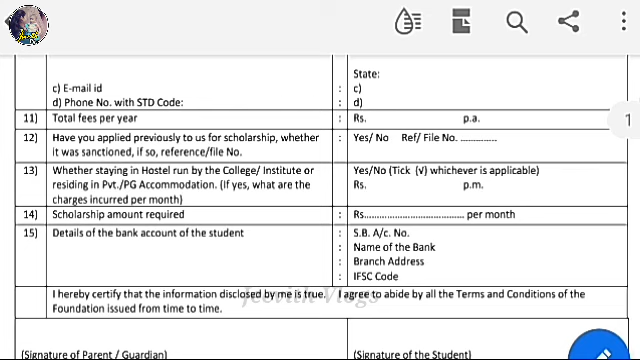 State:
c) E-mail id : c)
d) Phone No. with STD Code: : d)
11) Total fees per year : Rs. p.a.
12) Have you applied previously to us for scholarship, whether : Yes/ No Ref/ File No. ............
it was sanctioned, if so, reference/file No.
13) Whether staying in Hostel run by the College/ Institute or : Yes/No (Tick (√) whichever is applicable)
residing in Pvt./PG Accommodation. (If yes, what are the Rs. p.m.
charges incurred per month)
14) Scholarship amount required : Rs..................................... per month
15) Details of the bank account of the student : S.B. A/c. No.
: Name of the Bank
: Branch Address
: IFSC Code
I hereby certify that the information disclosed by me is true. I agree to abide by all the Terms and Conditions of the
Foundation issued from time to time.
Jeevith Vlogs
(Signature of Parent / Guardian) (Signature of the Student)
1